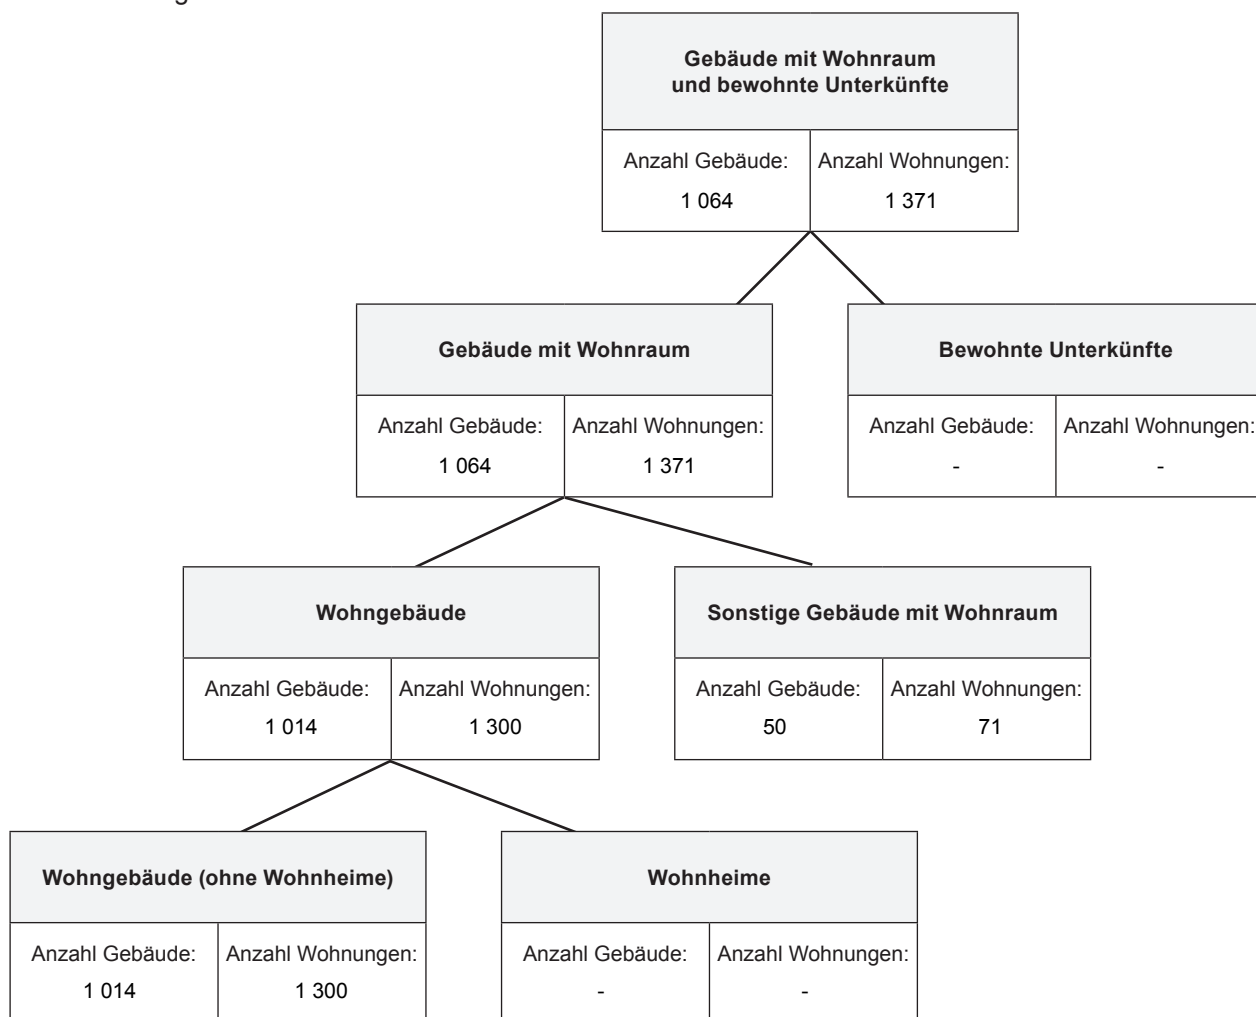 Gebäude mit Wohnraum
und bewohnte Unterkünfte
Anzahl Gebäude: Anzahl Wohnungen:
1 064 1 371
Gebäude mit Wohnraum Bewohnte Unterkünfte
Anzahl Gebäude: Anzahl Wohnungen: Anzahl Gebäude: Anzahl Wohnungen:
1 064 1 371 - -
Wohngebäude Sonstige Gebäude mit Wohnraum
Anzahl Gebäude: Anzahl Wohnungen: Anzahl Gebäude: Anzahl Wohnungen:
1 014 1 300 50 71
Wohngebäude (ohne Wohnheime) Wohnheime
Anzahl Gebäude: Anzahl Wohnungen: Anzahl Gebäude: Anzahl Wohnungen:
1 014 1 300 - -